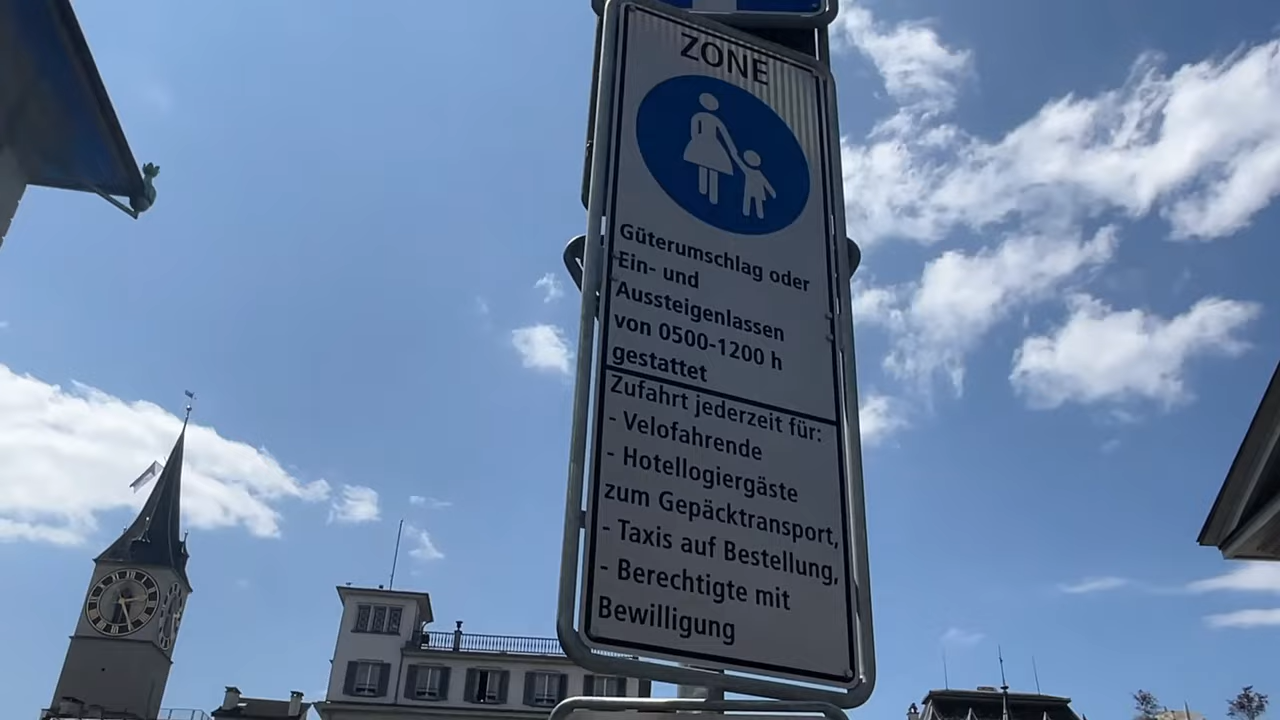 ZONE
Güterumschlag oder
Ein- und
Aussteigenlassen
von 0500-1200 h
gestattet
Zufahrt jederzeit für:
- Velofahrende
- Hotellogiergäste
zum Gepäcktransport,
- Taxis auf Bestellung,
- Berechtigte mit
Bewilligung